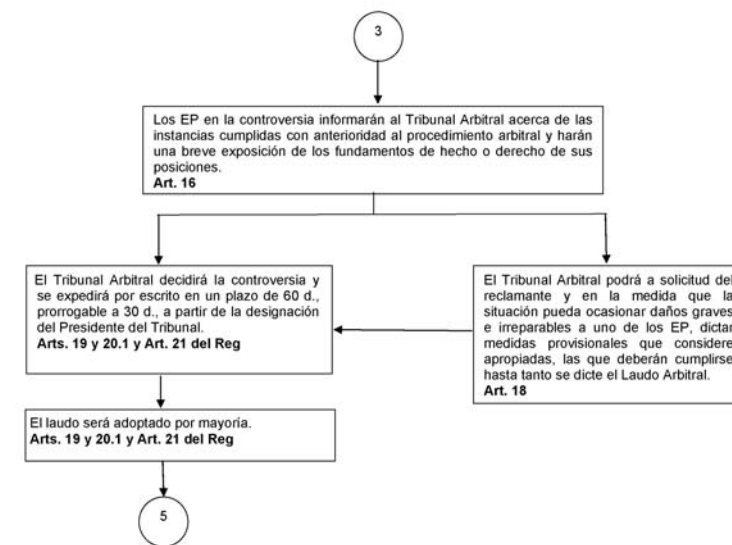 3
Los EP en la controversia informarán al Tribunal Arbitral acerca de las
instancias cumplidas con anterioridad al procedimiento arbitral y harán
una breve exposición de los fundamentos de hecho o derecho de sus
posiciones.
Art. 16
El Tribunal Arbitral decidirá la controversia y
se expedirá por escrito en un plazo de 60 d.,
prorrogable a 30 d., a partir de la designación
del Presidente del Tribunal.
Arts. 19 y 20.1 y Art. 21 del Reg
El Tribunal Arbitral podrá a solicitud del
reclamante y en la medida que la
situación pueda ocasionar daños graves
e irreparables a uno de los EP, dictar
medidas provisionales que considere
apropiadas, las que deberán cumplirse
hasta tanto se dicte el Laudo Arbitral.
Art. 18
El laudo será adoptado por mayoría.
Arts. 19 y 20.1 y Art. 21 del Reg
5